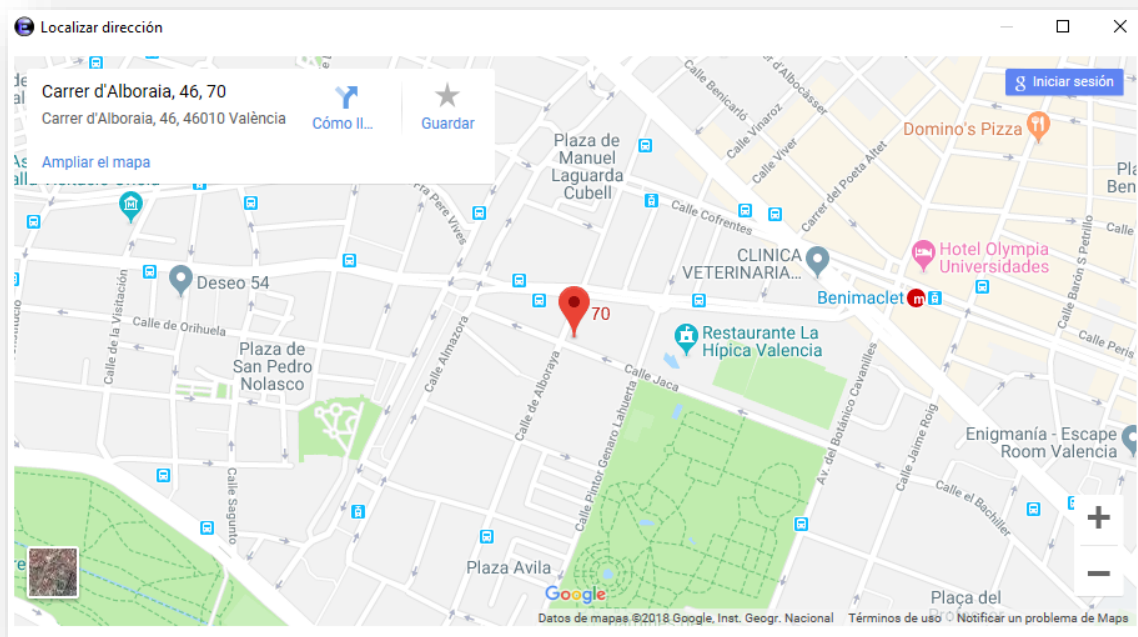 Localizar dirección
Carrer d'Alboraia, 46, 70
Carrer d'Alboraia, 46, 46010 València
Cómo ll...
Guardar
Ampliar el mapa
Iniciar sesión
Domino's Pizza
Calle Benicarló
Calle Vinaroz
Calle Viver
Carrer del Poeta Altet
Plaza de
Manuel
Laguarda
Cubell
Fra Pere Vives
Calle Cofrentes
CLINICA
VETERINARIA...
Hotel Olympia
Universidades
Calle Barón S Petrillo
Calle
Benimaclet
Deseo 54
Calle de la Visitación
Calle de Orihuela
Plaza de
San Pedro
Nolasco
Calle Almazora
70
Restaurante La
Hípica Valencia
Calle Peris
Calle Jaca
Calle de Alboraya
Calle Pintor Genaro Lahuerta
Av. del Botánico Cavanilles
Calle Jaime Roig
Enigmanía - Escape
Room Valencia
Calle el Bachiller
Calle Sagunto
Plaza Avila
Plaça del
Google
Datos de mapas ©2018 Google, Inst. Geogr. Nacional
Términos de uso
Notificar un problema de Maps